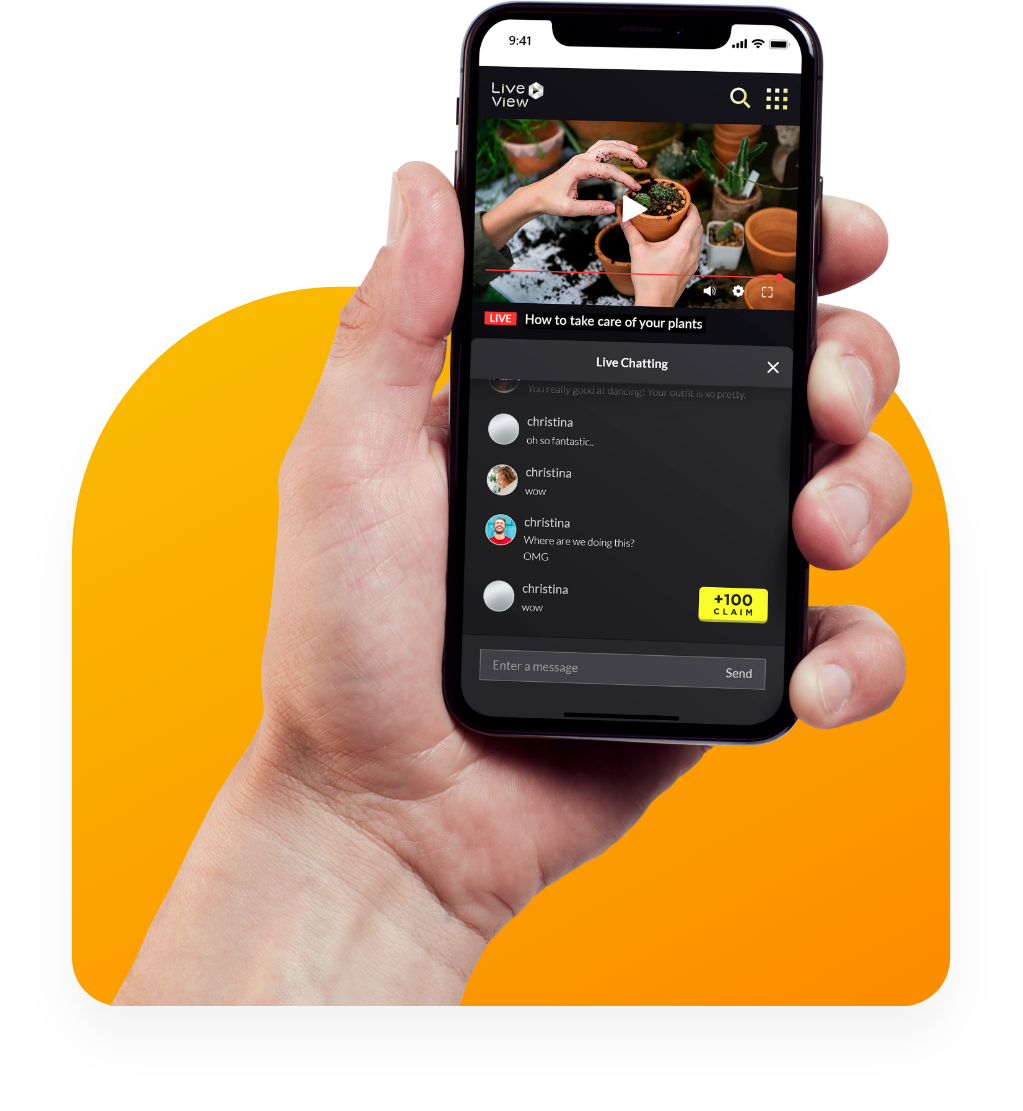 9:41
Live
View
LIVE How to take care of your plants
Live Chatting
You really good at dancing! Your outfit is so pretty.
christina
oh so fantastic..
christina
wow
christina
Where are we doing this?
OMG
christina
wow
+100
CLAIM
Enter a message
Send